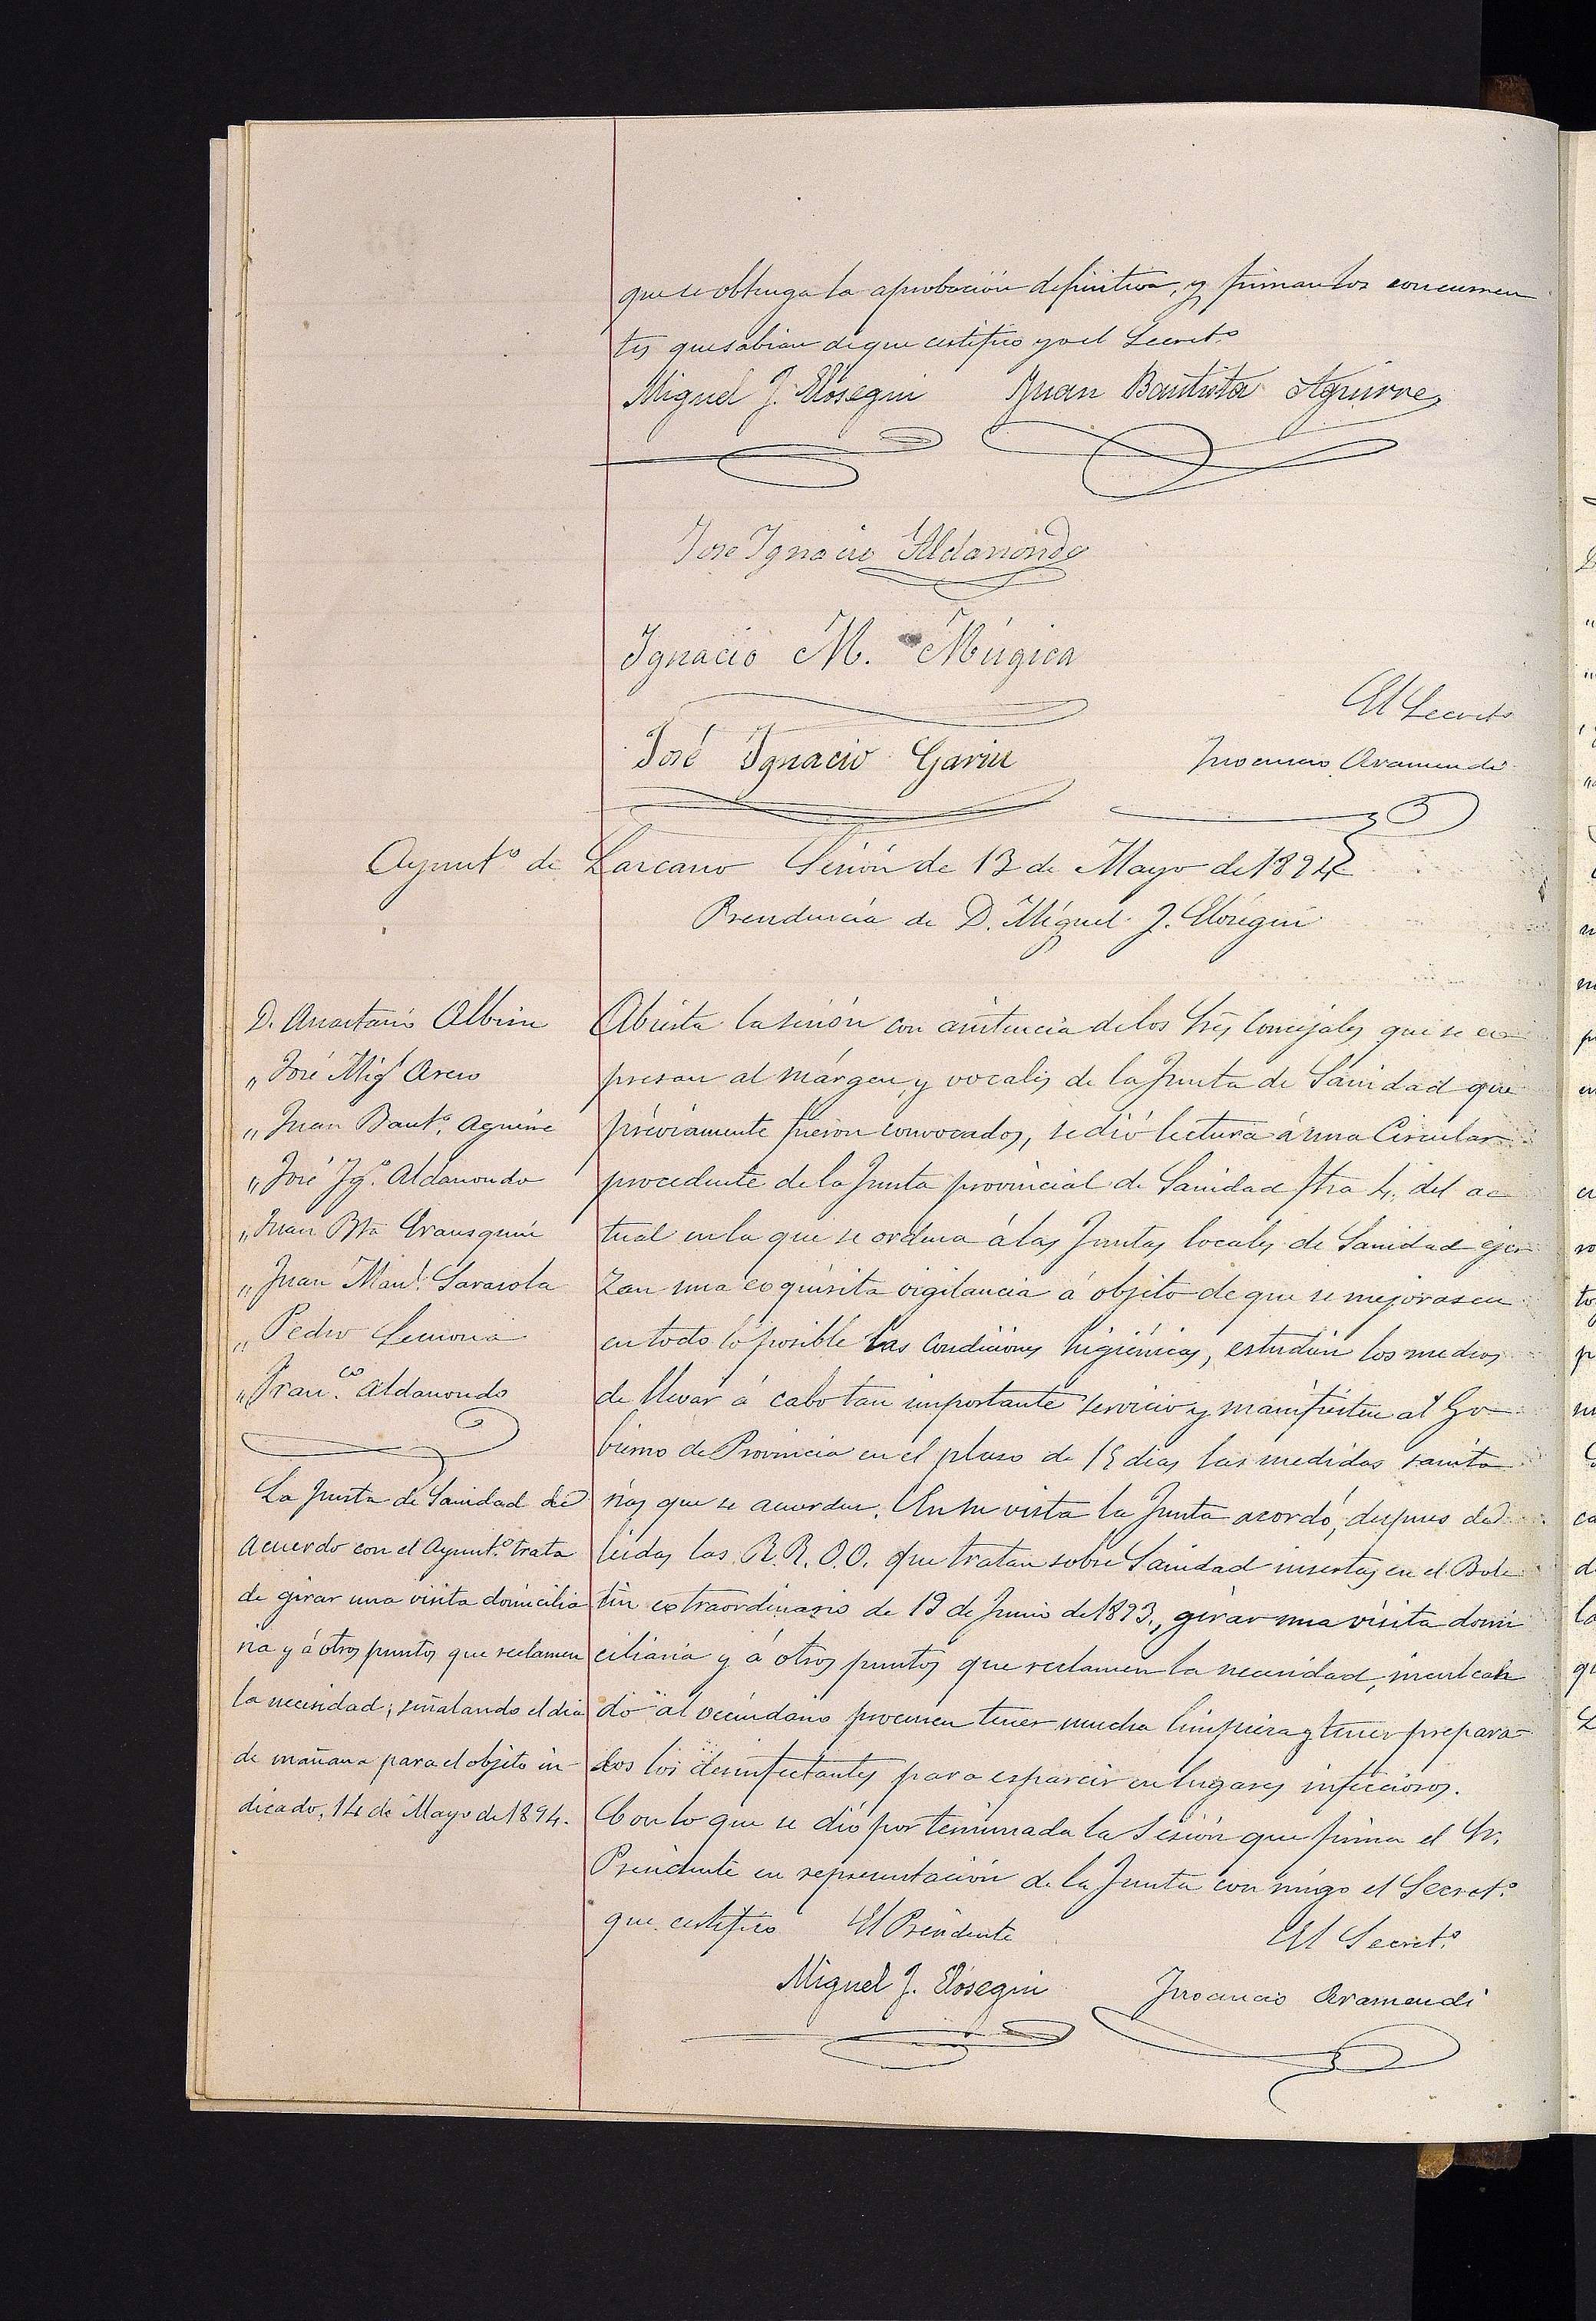 que se obtenga la aprobación definitiva, y firman los concurren
tes que sabian de que certifico yo el Secret.º
Miguel J. Elósegui Juan Bautista Aguirre
Jose Ignacio Aldanondo
Ignacio M. Múgica
El Secret.º
José Ignacio Garin Inocencio Aramendi
Ayunt.º de Larcano Sesión de 13 de Mayo de 1894
Presidencia de D. Miguel J. Elósegui
D. Anastasio Albisu
„ José Mig.l Arcio
„ Juan Baut.ª Aguirre
„ José Ig.º Aldanondo
„ Juan Bta Urausquin
„ Juan Man.l Sarasola
„ Pedro Lecuona
„ Fran.co Aldanondo
La Junta de Sanidad de
acuerdo con el Ayunt.º trata
de girar una visita domicilia
ria y á otros puntos que reclamen
la necesidad; señalando el dia
de mañana para el objeto in-
dicado, 14 de Mayo de 1894.
Abierta la sesión con asistencia de los Sres Concejales que se ex
presan al márgen, y vocales de la Junta de Sanidad que
préviamente fueron convocados, se dió lectura á una Circular
procedente de la Junta provincial de Sanidad ftra 4, del ac
tual en la que se ordena á las Juntas locales de Sanidad ejer
zan una exquisita vigilancia á objeto de que se mejorasen
en todo lo posible las condiciones higiénicas, estudien los medios
de llevar á cabo tan importante servicio y manifiesten al Go-
bierno de Provincia en el plazo de 15 dias las medidas sanita
rias que se acuerden. En su vista la Junta acordó, despues de
leidas las R.R. O.O. que tratan sobre Sanidad insertas en el Bole
tin extraordinario de 19 de Junio de 1893., girar una visita domi
ciliaria y á otros puntos que reclamen la necesidad, inculcan
do al vecindario procuren tener mucha limpieza y tener prepara-
dos los desinfectantes para esparcir en lugares infecciosos.
Con lo que se dió por terminada la Sesión que firma el Sr.
Presidente en representación de la Junta con migo el Secret.º
que certifico El Presidente El Secret.º
Miguel J. Elósegui Inocencio Aramendi